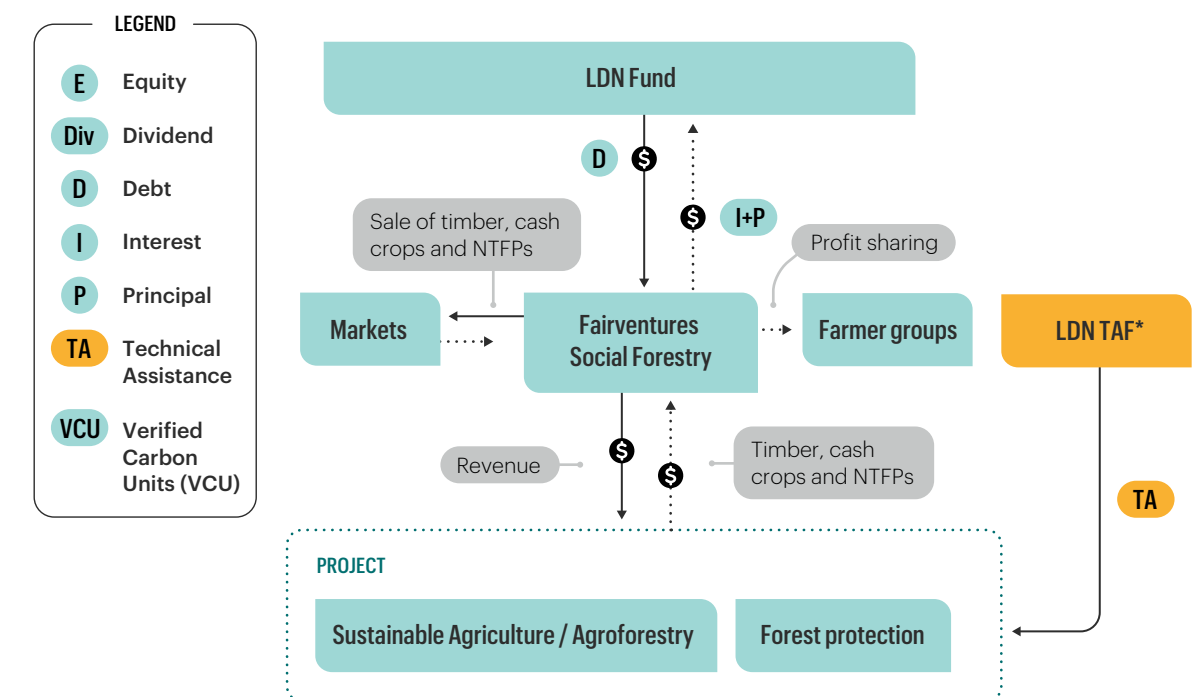 LEGEND
E Equity
Div Dividend
D Debt
I Interest
P Principal
TA Technical
Assistance
VCU Verified
Carbon
Units (VCU)
LDN Fund
D $
$ I+P
Sale of timber, cash
crops and NTFPs
Profit sharing
Markets
Fairventures
Social Forestry
Farmer groups
LDN TAF*
Revenue
$
$
Timber, cash
crops and NTFPs
TA
PROJECT
Sustainable Agriculture / Agroforestry
Forest protection